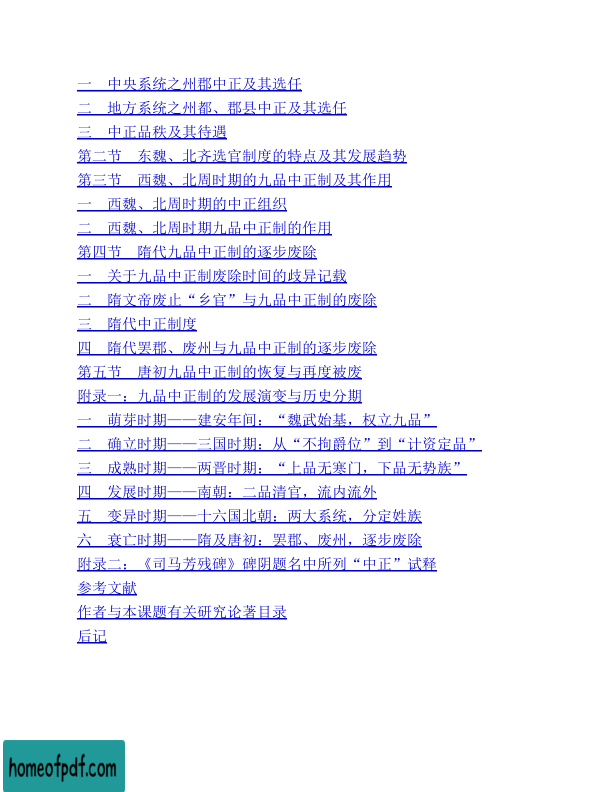 一　中央系统之州郡中正及其选任
二　地方系统之州都、郡县中正及其选任
三　中正品秩及其待遇
第二节　东魏、北齐选官制度的特点及其发展趋势
第三节　西魏、北周时期的九品中正制及其作用
一　西魏、北周时期的中正组织
二　西魏、北周时期九品中正制的作用
第四节　隋代九品中正制的逐步废除
一　关于九品中正制废除时间的歧异记载
二　隋文帝废止“乡官”与九品中正制的废除
三　隋代中正制度
四　隋代罢郡、废州与九品中正制的逐步废除
第五节　唐初九品中正制的恢复与再度被废
附录一：九品中正制的发展演变与历史分期
一　萌芽时期——建安年间：“魏武始基，权立九品”
二　确立时期——三国时期：从“不拘爵位”到“计资定品”
三　成熟时期——两晋时期：“上品无寒门，下品无势族”
四　发展时期——南朝：二品清官，流内流外
五　变异时期——十六国北朝：两大系统，分定姓族
六　衰亡时期——隋及唐初：罢郡、废州，逐步废除
附录二：《司马芳残碑》碑阴题名中所列“中正”试释
参考文献
作者与本课题有关研究论著目录
后记
homeofpdf.com